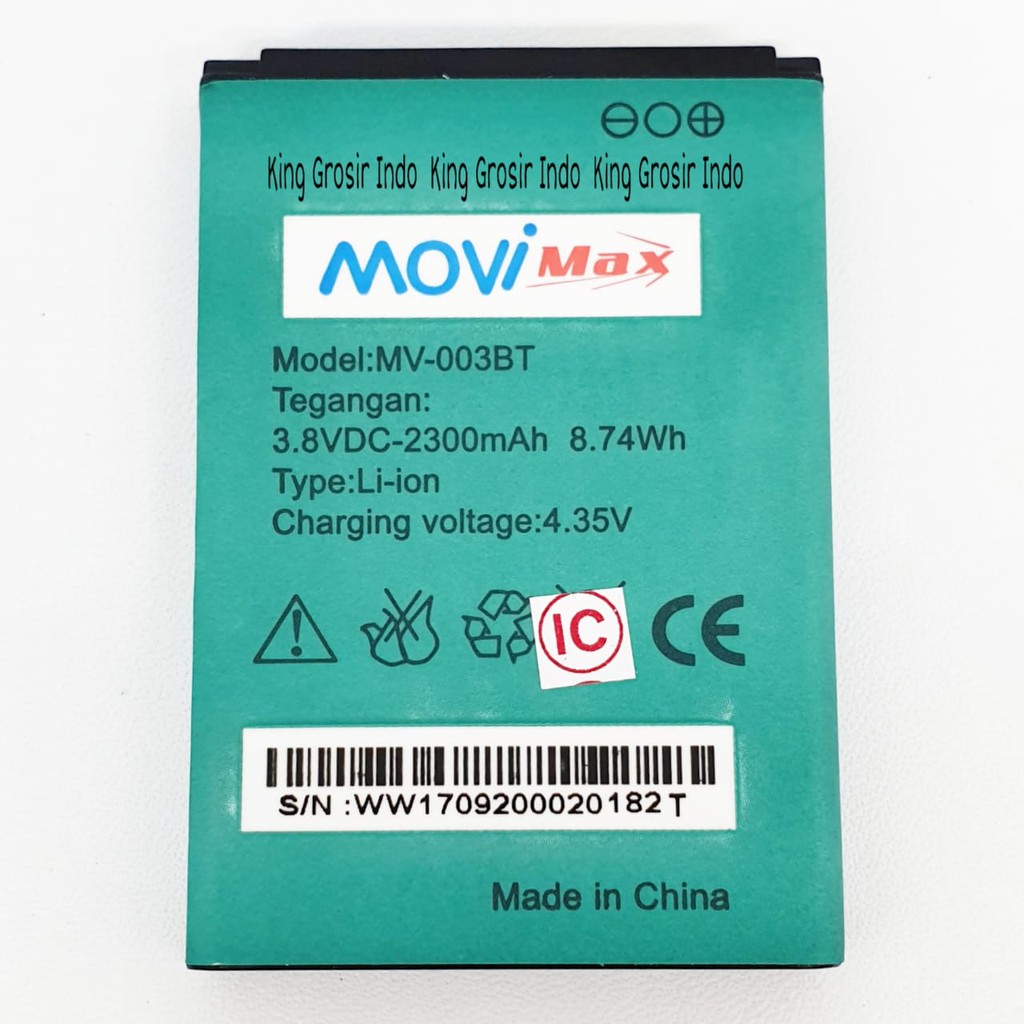 King Grosir Indo King Grosir Indo King Grosir Indo
MOVi Max
Model:MV-003BT
Tegangan:
3.8VDC-2300mAh 8.74Wh
Type:Li-ion
Charging voltage:4.35V
IC
CE
S/N :WW1709200020182T
Made in China